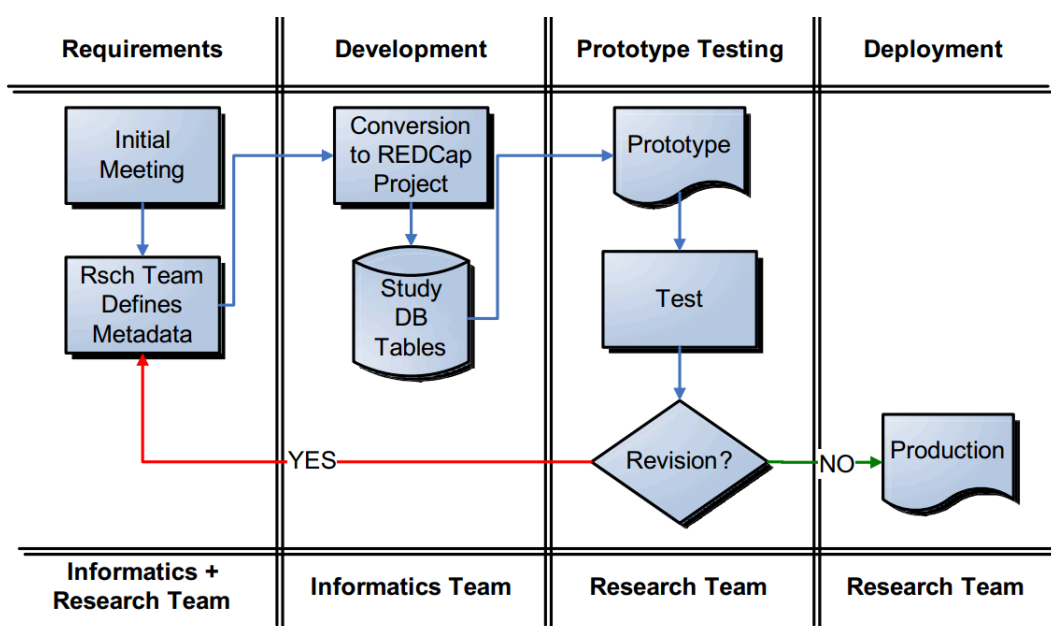 Requirements
Development
Prototype Testing
Deployment
Initial
Meeting
Rsch Team
Defines
Metadata
Conversion
to REDCap
Project
Study
DB
Tables
Prototype
Test
Revision?
YES
NO
Production
Informatics +
Research Team
Informatics Team
Research Team
Research Team